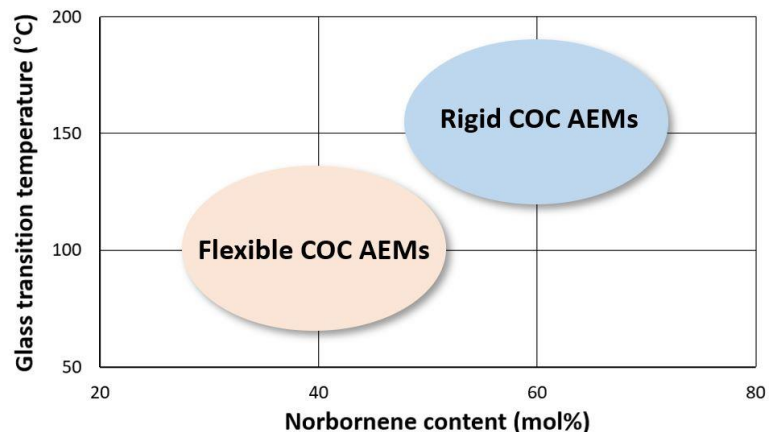 Glass transition temperature (°C)
200
150
100
50
Rigid COC AEMs
Flexible COC AEMs
20
40
60
80
Norbornene content (mol%)